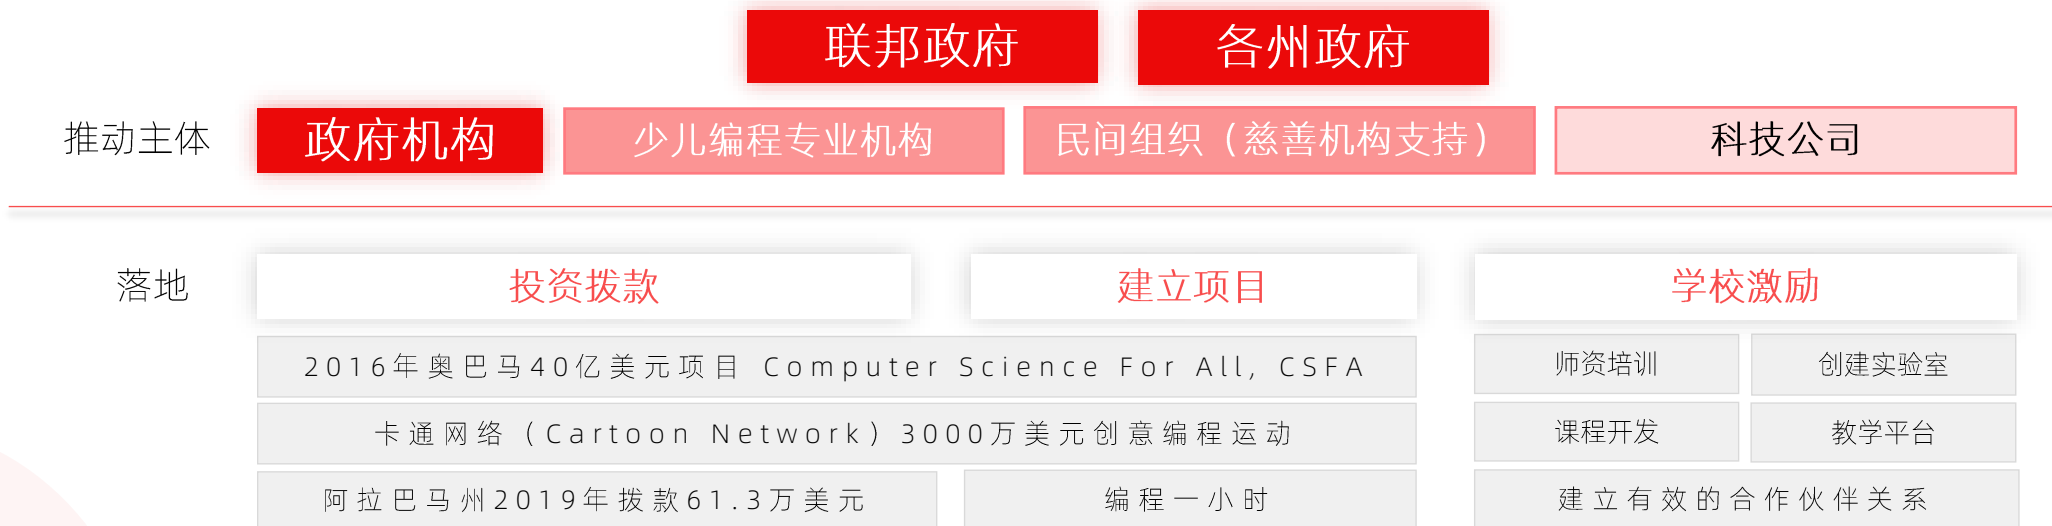 联邦政府 各州政府
推动主体 政府机构 少儿编程专业机构 民间组织（慈善机构支持） 科技公司
落地 投资拨款 建立项目 学校激励
2016年奥巴马40亿美元项目 Computer Science For All, CSFA 师资培训 创建实验室
卡通网络（Cartoon Network）3000万美元创意编程运动 课程开发 教学平台
阿拉巴马州2019年拨款61.3万美元 编程一小时 建立有效的合作伙伴关系